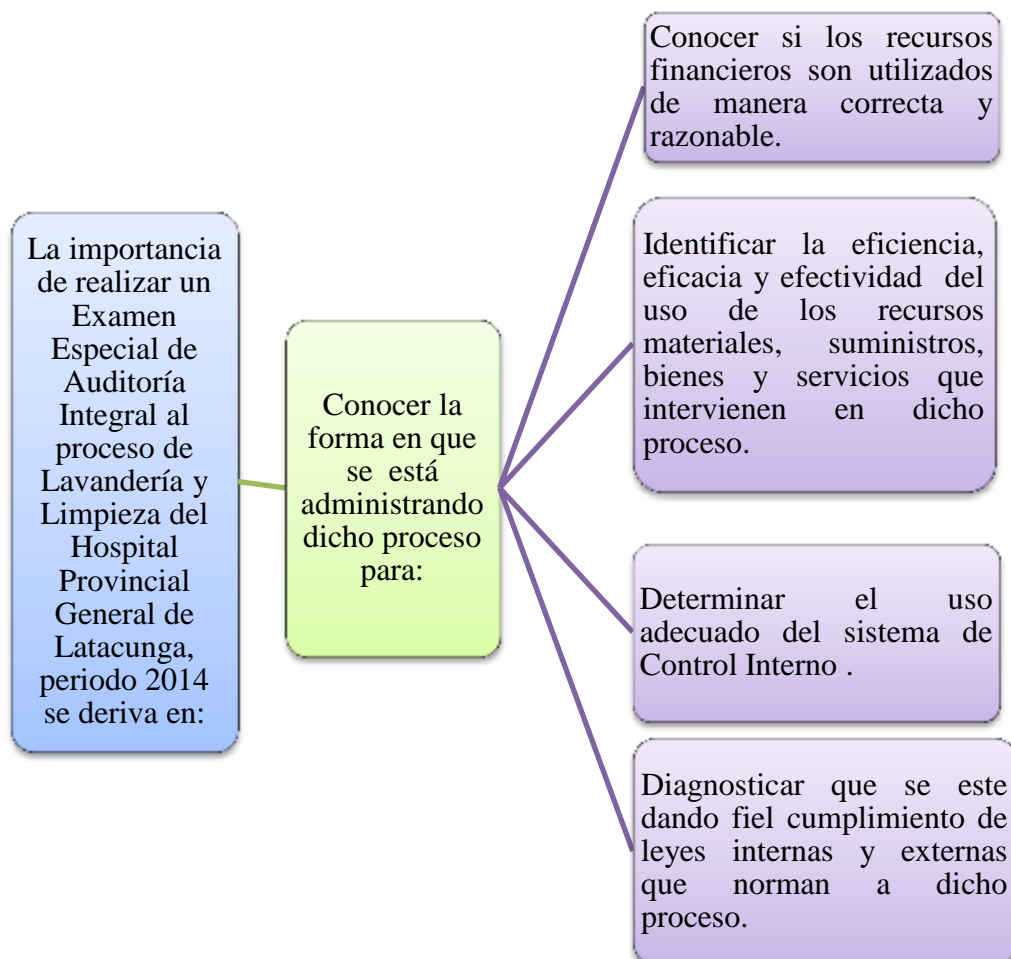 La importancia
de realizar un
Examen
Especial de
Auditoría
Integral al
proceso de
Lavandería y
Limpieza del
Hospital
Provincial
General de
Latacunga,
periodo 2014
se deriva en:
Conocer la
forma en que
se está
administrando
dicho proceso
para:
Conocer si los recursos
financieros son utilizados
de manera correcta y
razonable.
Identificar la eficiencia,
eficacia y efectividad del
uso de los recursos
materiales, suministros,
bienes y servicios que
intervienen en dicho
proceso.
Determinar el uso
adecuado del sistema de
Control Interno .
Diagnosticar que se este
dando fiel cumplimiento de
leyes internas y externas
que norman a dicho
proceso.